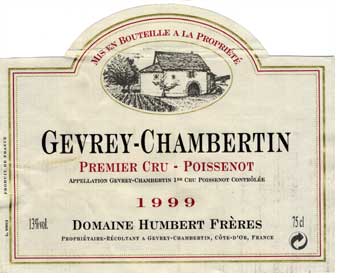 MIS EN BOUTEILLE A LA PROPRIÉTÉ
GEVREY-CHAMBERTIN
PREMIER CRU - POISSENOT
APPELLATION GEVREY-CHAMBERTIN 1ER CRU POISSENOT CONTRÔLÉE
1999
13%vol.
DOMAINE HUMBERT FRÈRES
75 cl
PROPRIÉTAIRE-RÉCOLTANT A GEVREY-CHAMBERTIN, CÔTE-D'OR, FRANCE
PRODUIT DE FRANCE